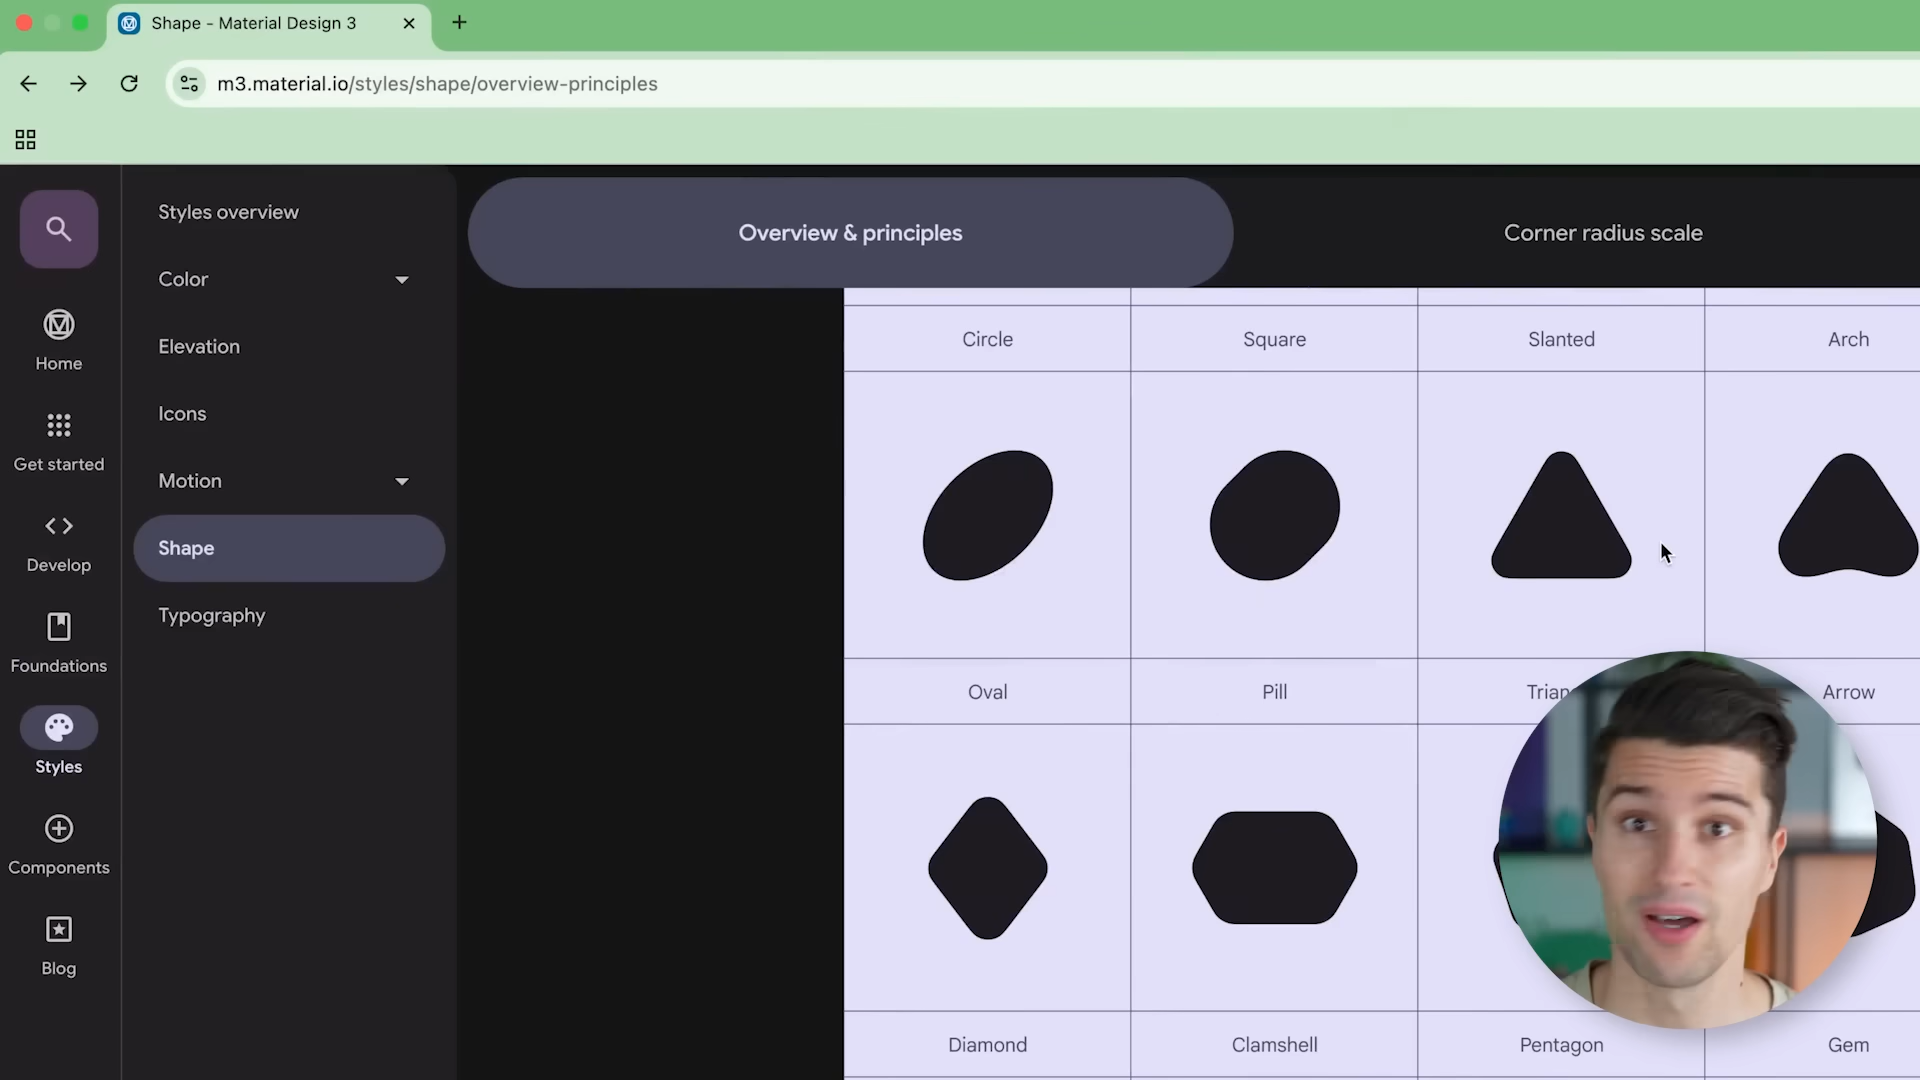 Shape - Material Design 3
m3.material.io/styles/shape/overview-principles
Home
Get started
Develop
Foundations
Styles
Components
Blog
Styles overview
Color
Elevation
Icons
Motion
Shape
Typography
Overview & principles
Corner radius scale
Circle
Square
Slanted
Arch
Oval
Pill
Trian
Arrow
Diamond
Clamshell
Pentagon
Gem